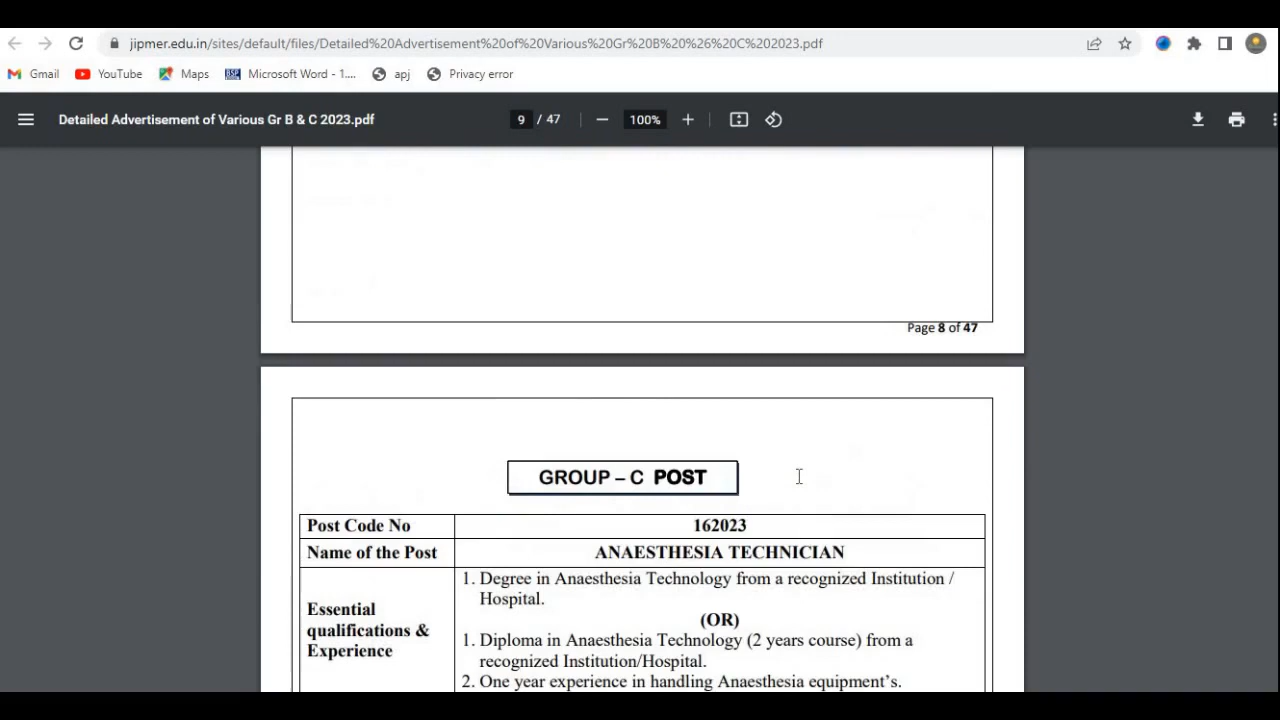 jipmer.edu.in/sites/default/files/Detailed%20Advertisement%20of%20Various%20Gr%20B%20%26%20C%202023.pdf
Gmail YouTube Maps BSP Microsoft Word - 1.... apj Privacy error
Detailed Advertisement of Various Gr B & C 2023.pdf 9 / 47 100%
Page 8 of 47
GROUP – C POST
Post Code No 162023
Name of the Post ANAESTHESIA TECHNICIAN
Essential
qualifications &
Experience
1. Degree in Anaesthesia Technology from a recognized Institution /
Hospital.
(OR)
1. Diploma in Anaesthesia Technology (2 years course) from a
recognized Institution/Hospital.
2. One year experience in handling Anaesthesia equipment's.